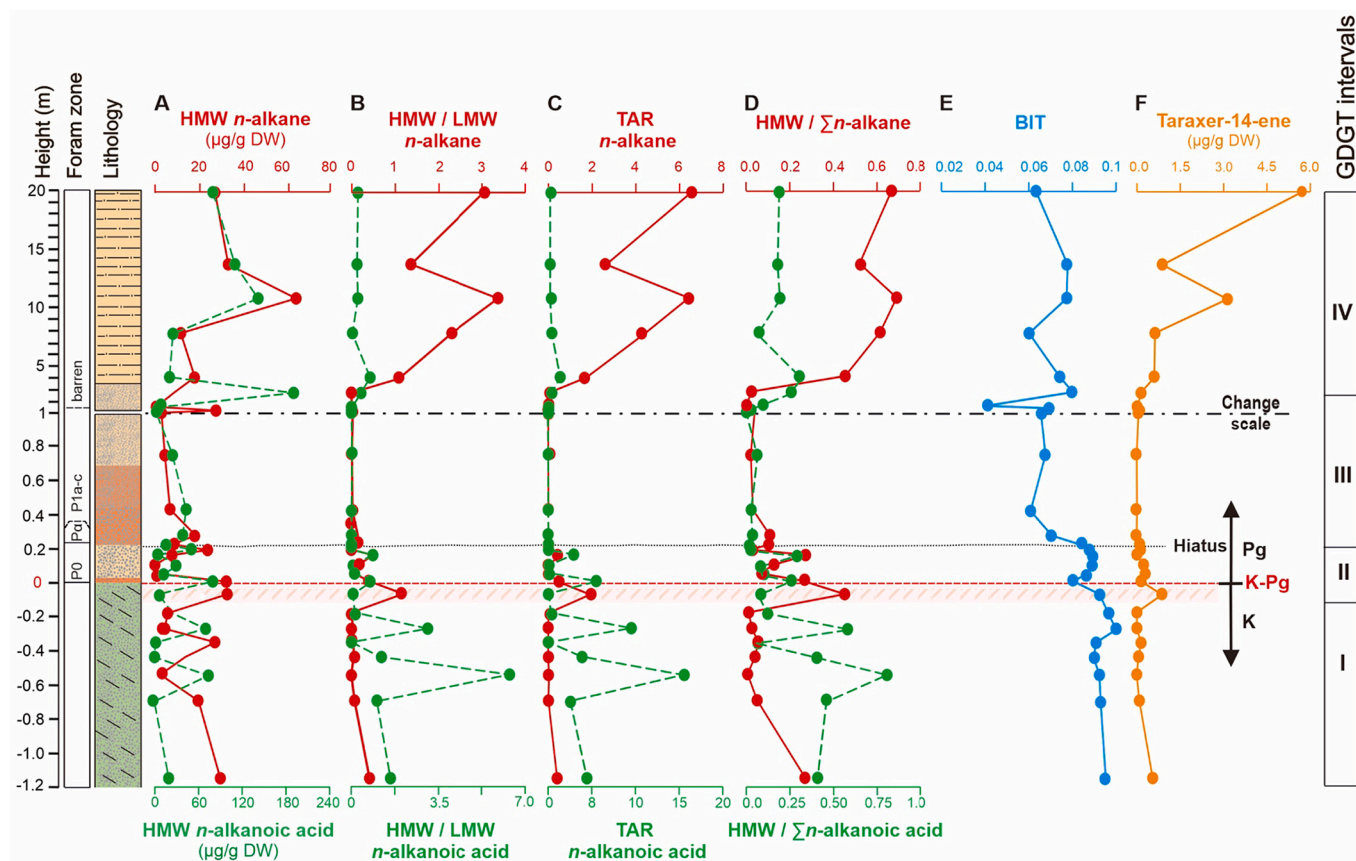 A B C D E F
HMW n-alkane
(µg/g DW)
HMW / LMW
n-alkane
TAR
n-alkane
HMW / ∑n-alkane
BIT
Taraxer-14-ene
(µg/g DW)
Height (m)
Foram zone
Lithology
GDGT intervals
0 20 40 60 80
0 1 2 3 4
0 2 4 6 8
0.0 0.2 0.4 0.6 0.8
0.02 0.04 0.06 0.08 0.1
0.0 1.5 3.0 4.5 6.0
20
15
10
5
1
0.8
0.6
0.4
0.2
0
-0.2
-0.4
-0.6
-0.8
-1.0
-1.2
barren
P1a-c
Pα
P0
Change
scale
Hiatus
Pg
K-Pg
K
IV
III
II
I
0 60 120 180 240
0 3.5 7.0
0 8 10 15 20
0.0 0.25 0.50 0.75 1.0
HMW n-alkanoic acid
(µg/g DW)
HMW / LMW
n-alkanoic acid
TAR
n-alkanoic acid
HMW / ∑n-alkanoic acid